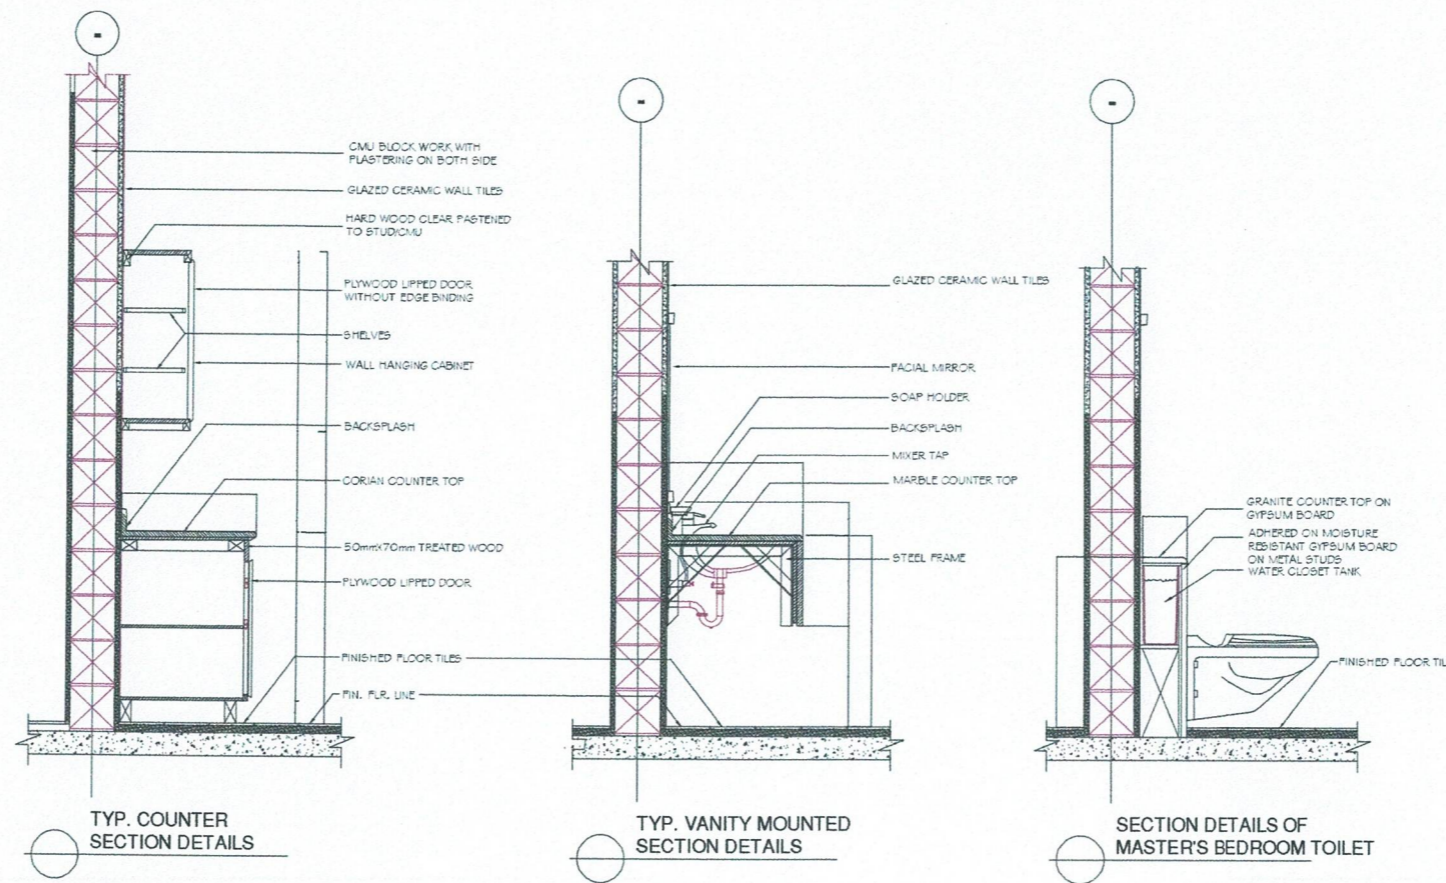 -
CMU BLOCK WORK WITH
PLASTERING ON BOTH SIDE
GLAZED CERAMIC WALL TILES
HARD WOOD CLEAR FASTENED
TO STUD/CMU
PLYWOOD LIPPED DOOR
WITHOUT EDGE BINDING
SHELVES
WALL HANGING CABINET
BACKSPLASH
CORIAN COUNTER TOP
50mmX70mm TREATED WOOD
PLYWOOD LIPPED DOOR
FINISHED FLOOR TILES
FIN. FLR. LINE
TYP. COUNTER
SECTION DETAILS
-
GLAZED CERAMIC WALL TILES
FACIAL MIRROR
SOAP HOLDER
BACKSPLASH
MIXER TAP
MARBLE COUNTER TOP
STEEL FRAME
TYP. VANITY MOUNTED
SECTION DETAILS
-
GRANITE COUNTER TOP ON
GYPSUM BOARD
ADHERED ON MOISTURE
RESISTANT GYPSUM BOARD
ON METAL STUDS
WATER CLOSET TANK
FINISHED FLOOR TIL
SECTION DETAILS OF
MASTER'S BEDROOM TOILET